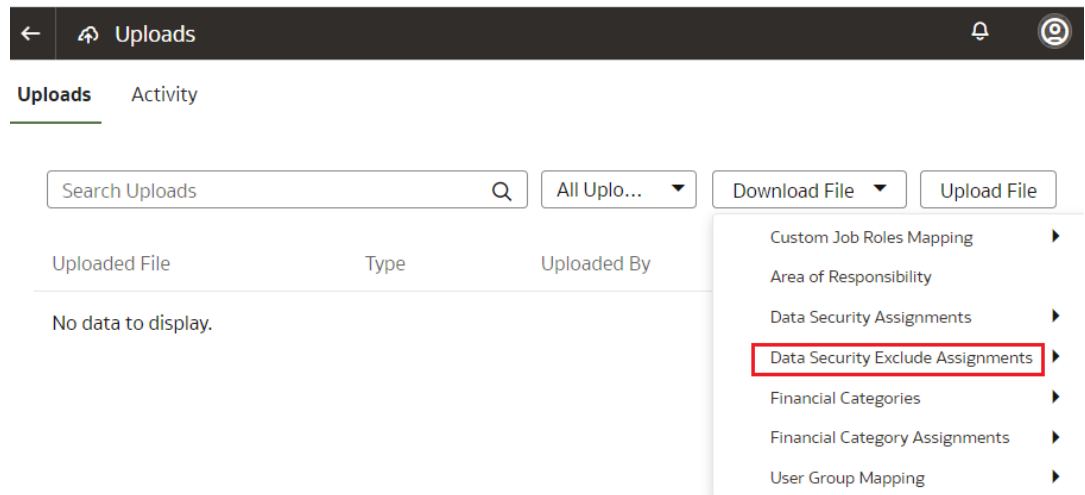 Uploads
Uploads Activity
Search Uploads All Uplo... Download File Upload File
Custom Job Roles Mapping
Uploaded File Type Uploaded By
Area of Responsibility
No data to display.
Data Security Assignments
Data Security Exclude Assignments
Financial Categories
Financial Category Assignments
User Group Mapping